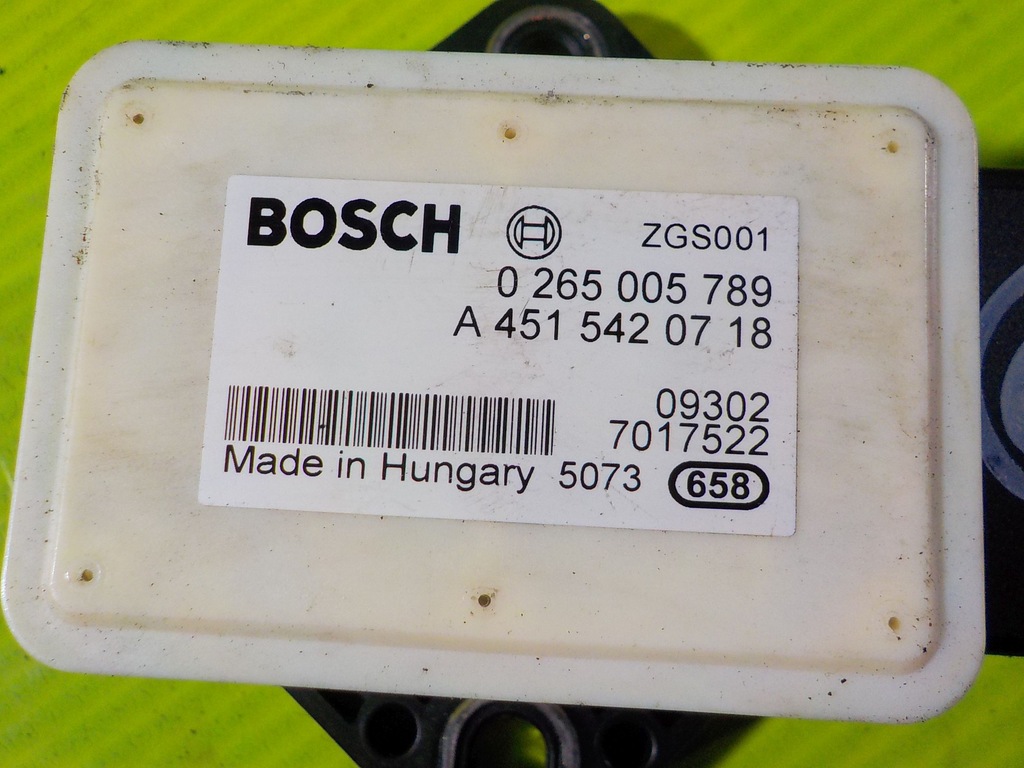 BOSCH ZGS001
0 265 005 789
A 451 542 07 18
09302
7017522
Made in Hungary 5073 658